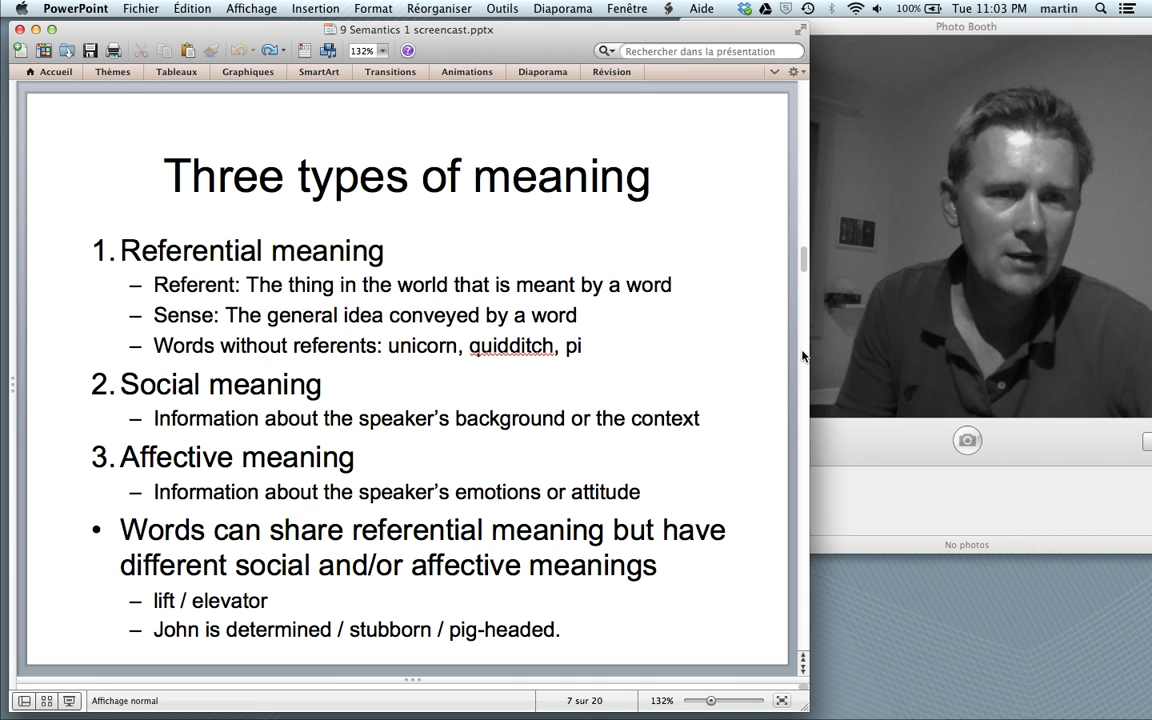 PowerPoint Fichier Édition Affichage Insertion Format Réorganiser Outils Diaporama Fenêtre Aide 100% Tue 11:03 PM martin
9 Semantics 1 screencast.pptx
Photo Booth
132% Rechercher dans la présentation
Accueil Thèmes Tableaux Graphiques SmartArt Transitions Animations Diaporama Révision
Three types of meaning
1. Referential meaning
– Referent: The thing in the world that is meant by a word
– Sense: The general idea conveyed by a word
– Words without referents: unicorn, quidditch, pi
2. Social meaning
– Information about the speaker's background or the context
3. Affective meaning
– Information about the speaker's emotions or attitude
• Words can share referential meaning but have
different social and/or affective meanings
– lift / elevator
– John is determined / stubborn / pig-headed.
No photos
Affichage normal 7 sur 20 132%